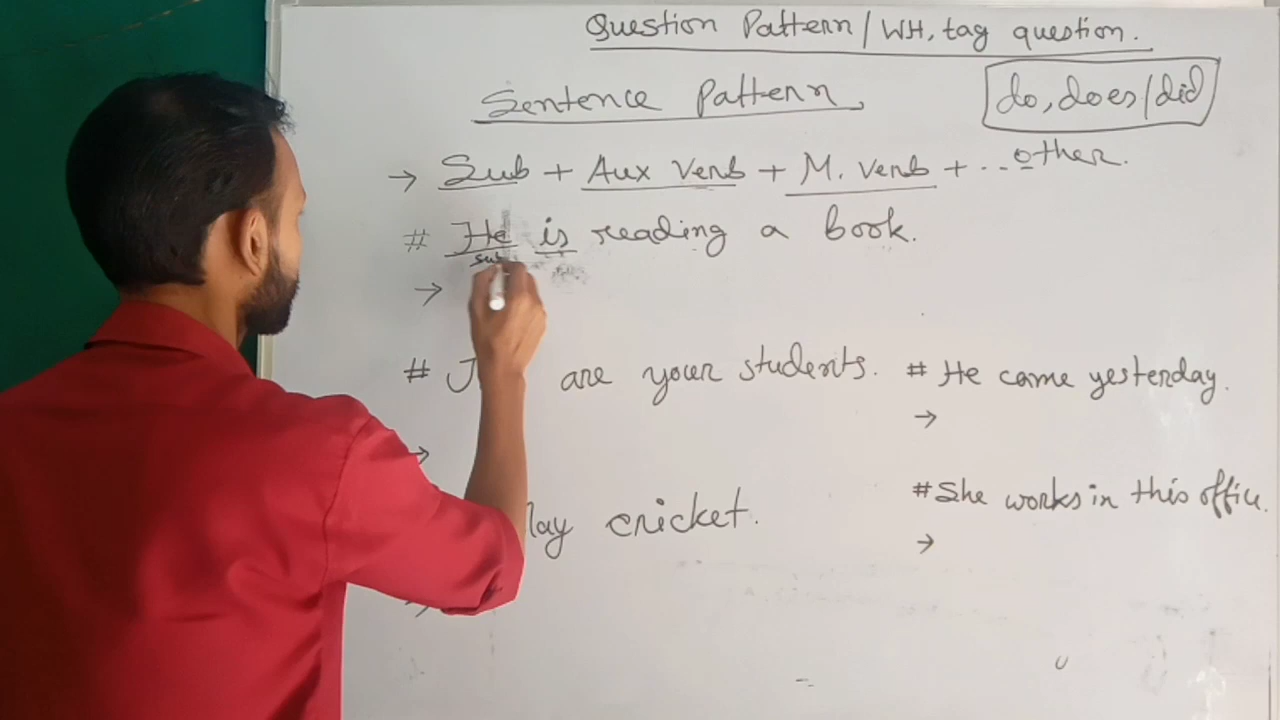 Question Pattern / WH, tag question.
Sentence Pattern
do, does / did
→ Sub + Aux Verb + M. verb + ... other.
# He is reading a book.
sub
→
# are your students.
→
cricket.
# He came yesterday.
→
# She works in this office.
→